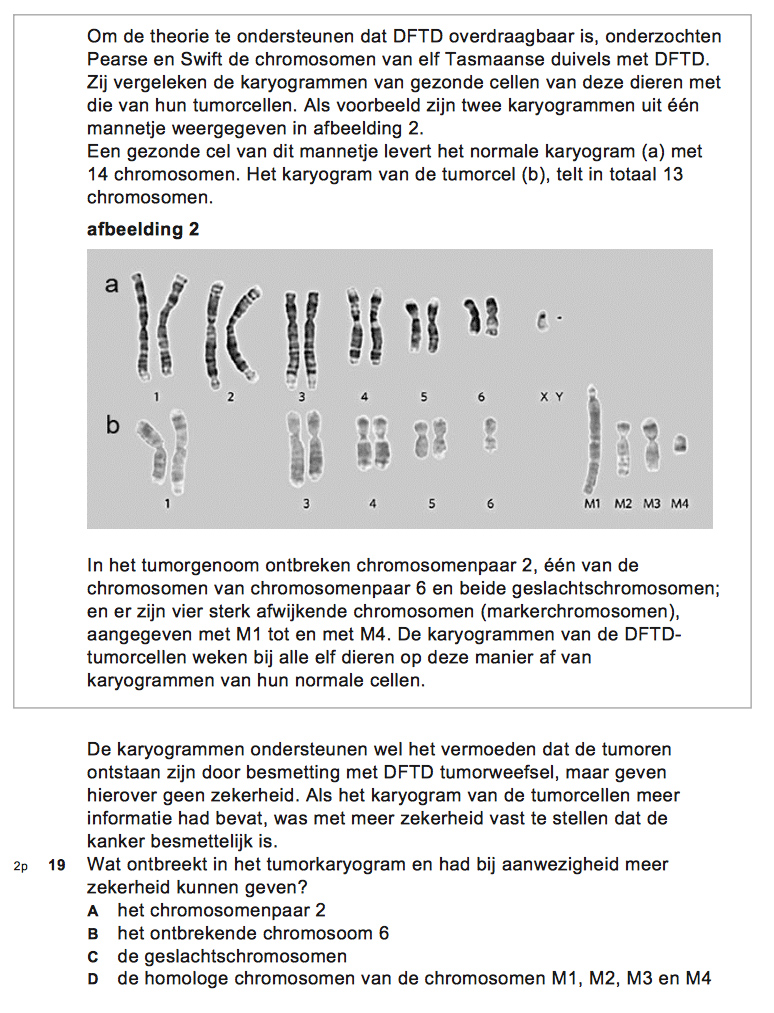 Om de theorie te ondersteunen dat DFTD overdraagbaar is, onderzochten
Pearse en Swift de chromosomen van elf Tasmaanse duivels met DFTD.
Zij vergeleken de karyogrammen van gezonde cellen van deze dieren met
die van hun tumorcellen. Als voorbeeld zijn twee karyogrammen uit één
mannetje weergegeven in afbeelding 2.
Een gezonde cel van dit mannetje levert het normale karyogram (a) met
14 chromosomen. Het karyogram van de tumorcel (b), telt in totaal 13
chromosomen.
afbeelding 2
a
1 2 3 4 5 6 X Y
b
1 3 4 5 6 M1 M2 M3 M4
In het tumorgenoom ontbreken chromosomenpaar 2, één van de
chromosomen van chromosomenpaar 6 en beide geslachtschromosomen;
en er zijn vier sterk afwijkende chromosomen (markerchromosomen),
aangegeven met M1 tot en met M4. De karyogrammen van de DFTD-
tumorcellen weken bij alle elf dieren op deze manier af van
karyogrammen van hun normale cellen.
De karyogrammen ondersteunen wel het vermoeden dat de tumoren
ontstaan zijn door besmetting met DFTD tumorweefsel, maar geven
hierover geen zekerheid. Als het karyogram van de tumorcellen meer
informatie had bevat, was met meer zekerheid vast te stellen dat de
kanker besmettelijk is.
2p 19 Wat ontbreekt in het tumorkaryogram en had bij aanwezigheid meer
zekerheid kunnen geven?
A het chromosomenpaar 2
B het ontbrekende chromosoom 6
C de geslachtschromosomen
D de homologe chromosomen van de chromosomen M1, M2, M3 en M4